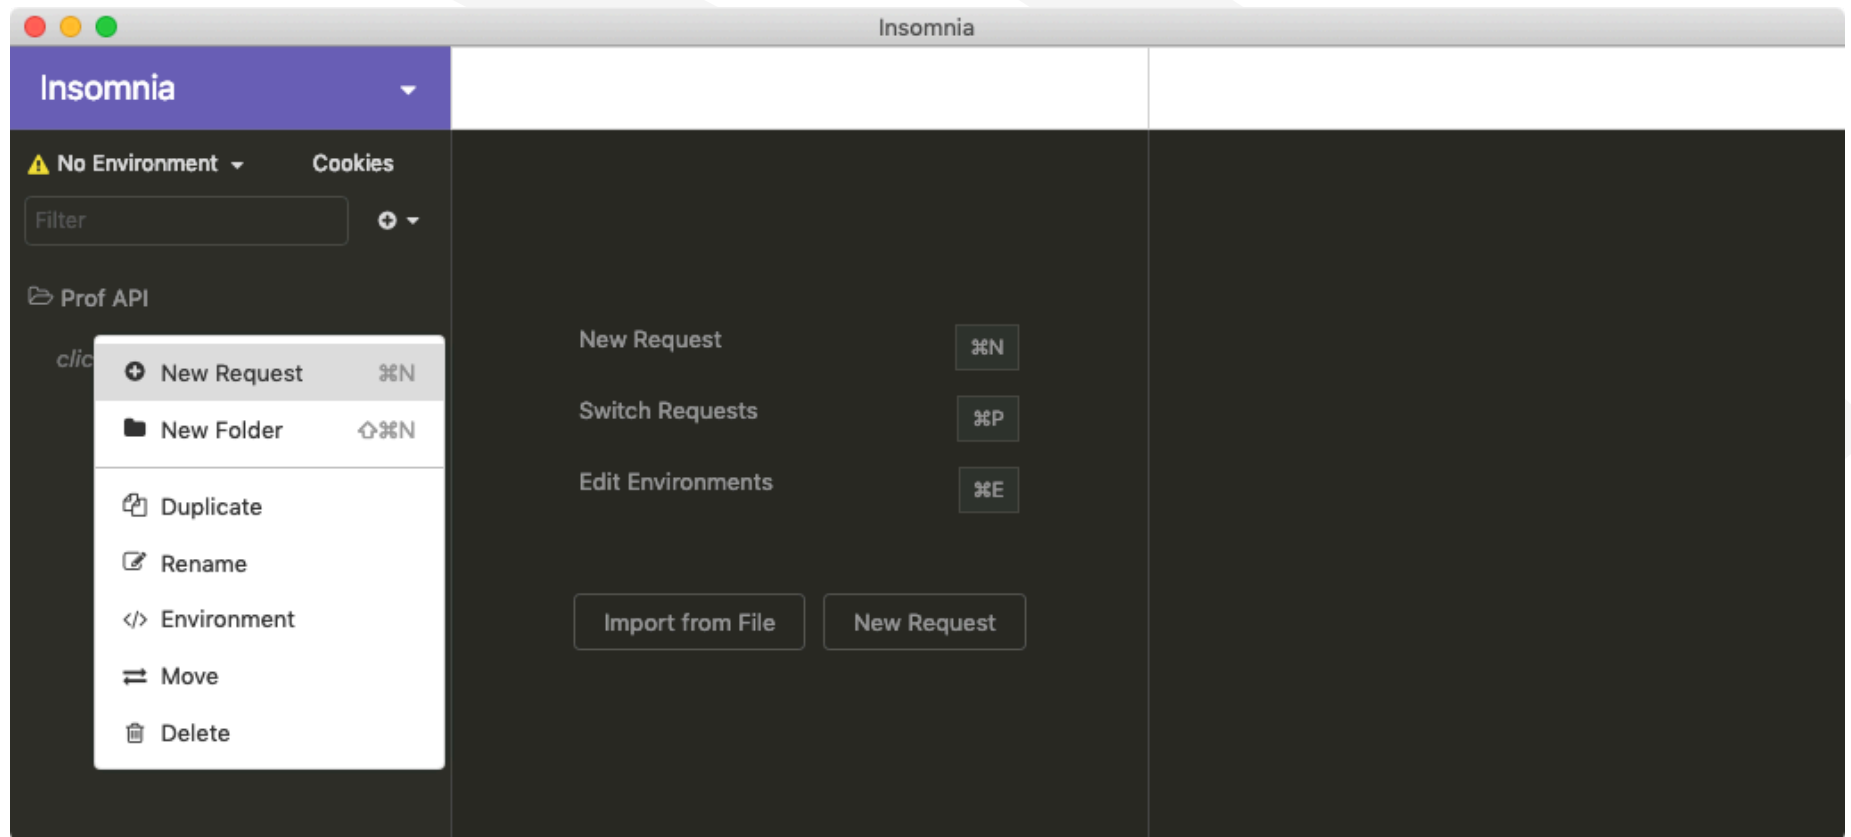 Insomnia
Insomnia
No Environment
Cookies
Filter
Prof API
New Request ⌘N
New Folder ⇧⌘N
Duplicate
Rename
</> Environment
Move
Delete
New Request ⌘N
Switch Requests ⌘P
Edit Environments ⌘E
Import from File
New Request